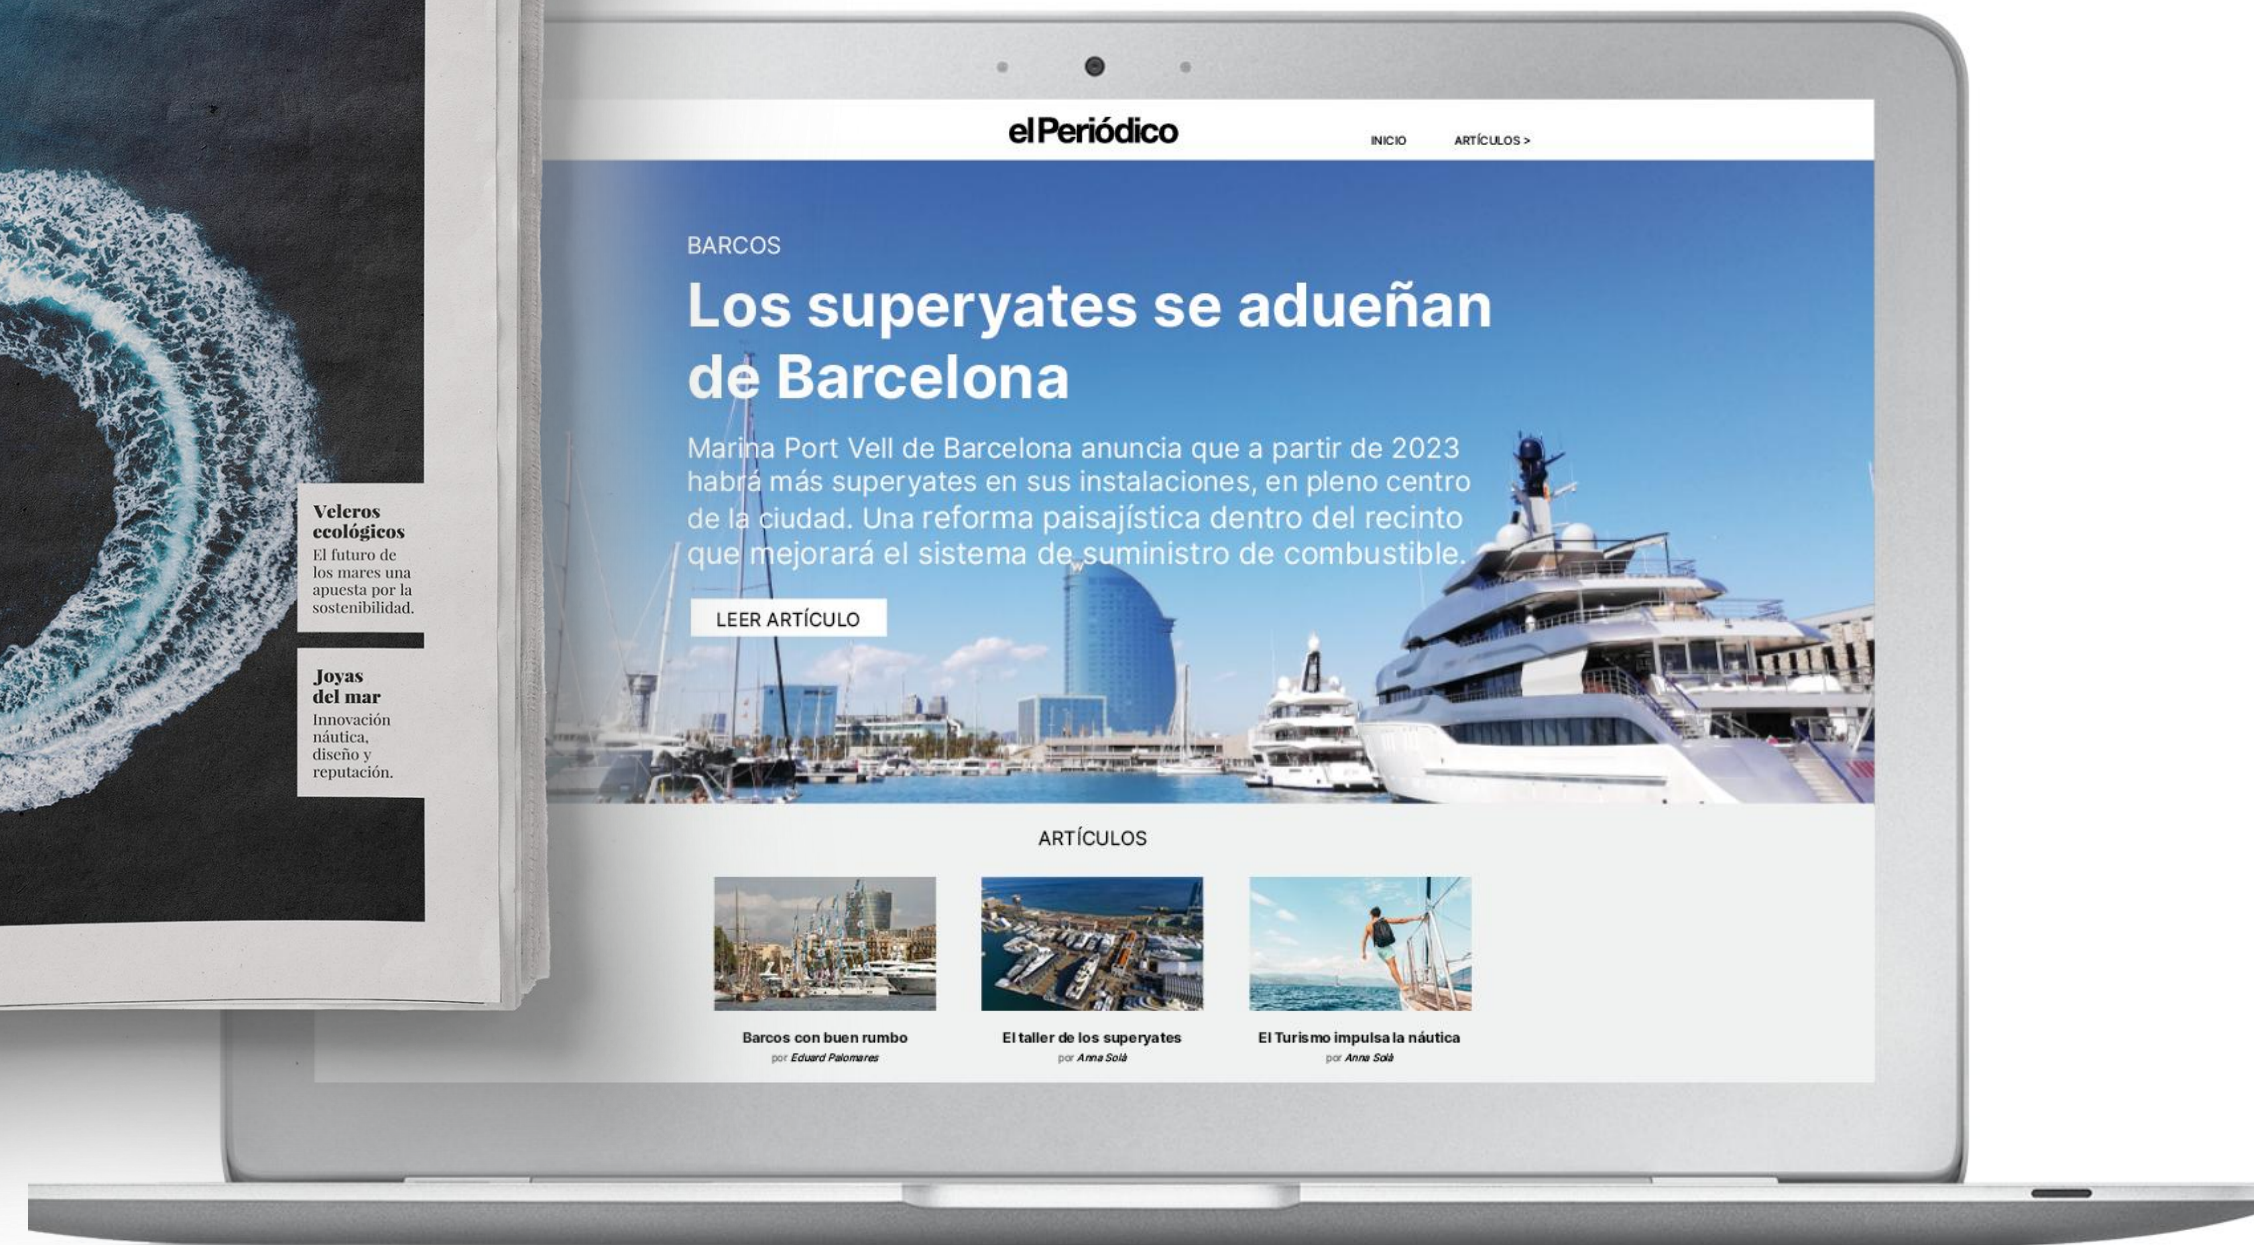 Veleros
ecológicos
El futuro de
los mares una
apuesta por la
sostenibilidad.
Joyas
del mar
Innovación
náutica,
diseño y
reputación.
elPeriódico
INICIO
ARTÍCULOS >
BARCOS
Los superyates se adueñan
de Barcelona
Marina Port Vell de Barcelona anuncia que a partir de 2023
habrá más superyates en sus instalaciones, en pleno centro
de la ciudad. Una reforma paisajística dentro del recinto
que mejorará el sistema de suministro de combustible.
LEER ARTÍCULO
ARTÍCULOS
Barcos con buen rumbo
por Eduard Palomares
El taller de los superyates
por Anna Solà
El Turismo impulsa la náutica
por Anna Solà